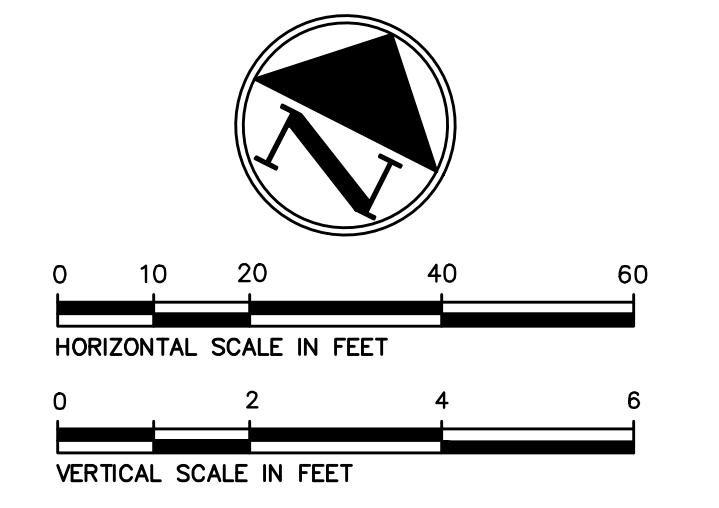 N
0 10 20 40 60
HORIZONTAL SCALE IN FEET
0 2 4 6
VERTICAL SCALE IN FEET